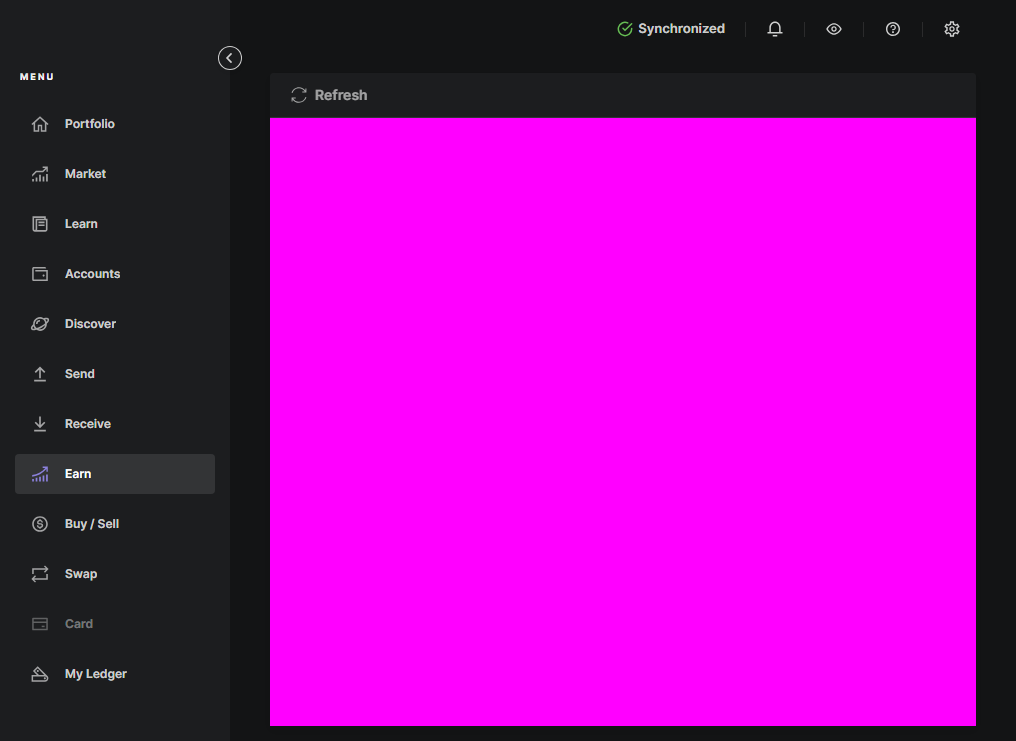 Synchronized
MENU
Refresh
Portfolio
Market
Learn
Accounts
Discover
Send
Receive
Earn
Buy / Sell
Swap
Card
My Ledger